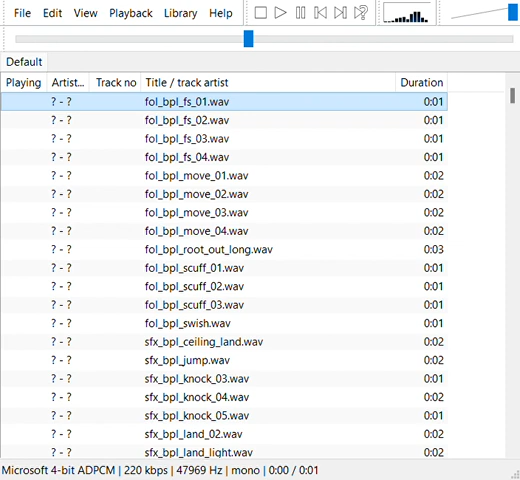 File Edit View Playback Library Help
Default
Playing Artist... Track no Title / track artist Duration
? - ? fol_bpl_fs_01.wav 0:01
? - ? fol_bpl_fs_02.wav 0:01
? - ? fol_bpl_fs_03.wav 0:01
? - ? fol_bpl_fs_04.wav 0:01
? - ? fol_bpl_move_01.wav 0:02
? - ? fol_bpl_move_02.wav 0:02
? - ? fol_bpl_move_03.wav 0:02
? - ? fol_bpl_move_04.wav 0:02
? - ? fol_bpl_root_out_long.wav 0:03
? - ? fol_bpl_scuff_01.wav 0:01
? - ? fol_bpl_scuff_02.wav 0:01
? - ? fol_bpl_scuff_03.wav 0:01
? - ? fol_bpl_swish.wav 0:01
? - ? sfx_bpl_ceiling_land.wav 0:02
? - ? sfx_bpl_jump.wav 0:02
? - ? sfx_bpl_knock_03.wav 0:01
? - ? sfx_bpl_knock_04.wav 0:02
? - ? sfx_bpl_knock_05.wav 0:01
? - ? sfx_bpl_land_02.wav 0:02
? - ? sfx_bpl_land_light.wav 0:02
Microsoft 4-bit ADPCM | 220 kbps | 47969 Hz | mono | 0:00 / 0:01